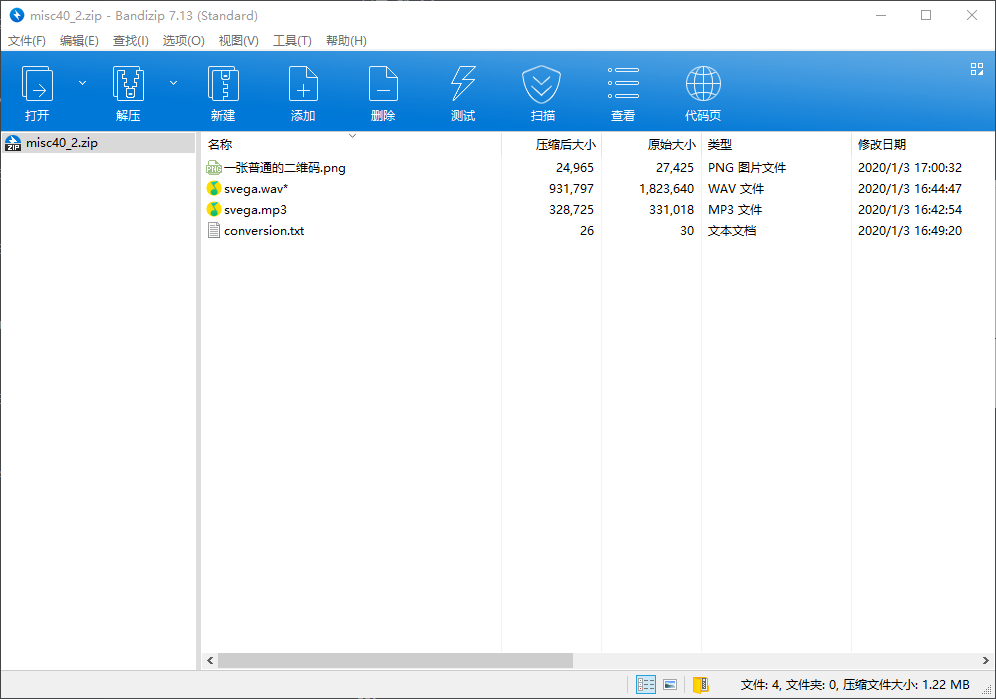 misc40_2.zip - Bandizip 7.13 (Standard)
文件(F) 编辑(E) 查找(I) 选项(O) 视图(V) 工具(T) 帮助(H)
打开 解压 新建 添加 删除 测试 扫描 查看 代码页
misc40_2.zip
名称 压缩后大小 原始大小 类型 修改日期
一张普通的二维码.png 24,965 27,425 PNG 图片文件 2020/1/3 17:00:32
svega.wav* 931,797 1,823,640 WAV 文件 2020/1/3 16:44:47
svega.mp3 328,725 331,018 MP3 文件 2020/1/3 16:42:54
conversion.txt 26 30 文本文档 2020/1/3 16:49:20
文件: 4, 文件夹: 0, 压缩文件大小: 1.22 MB